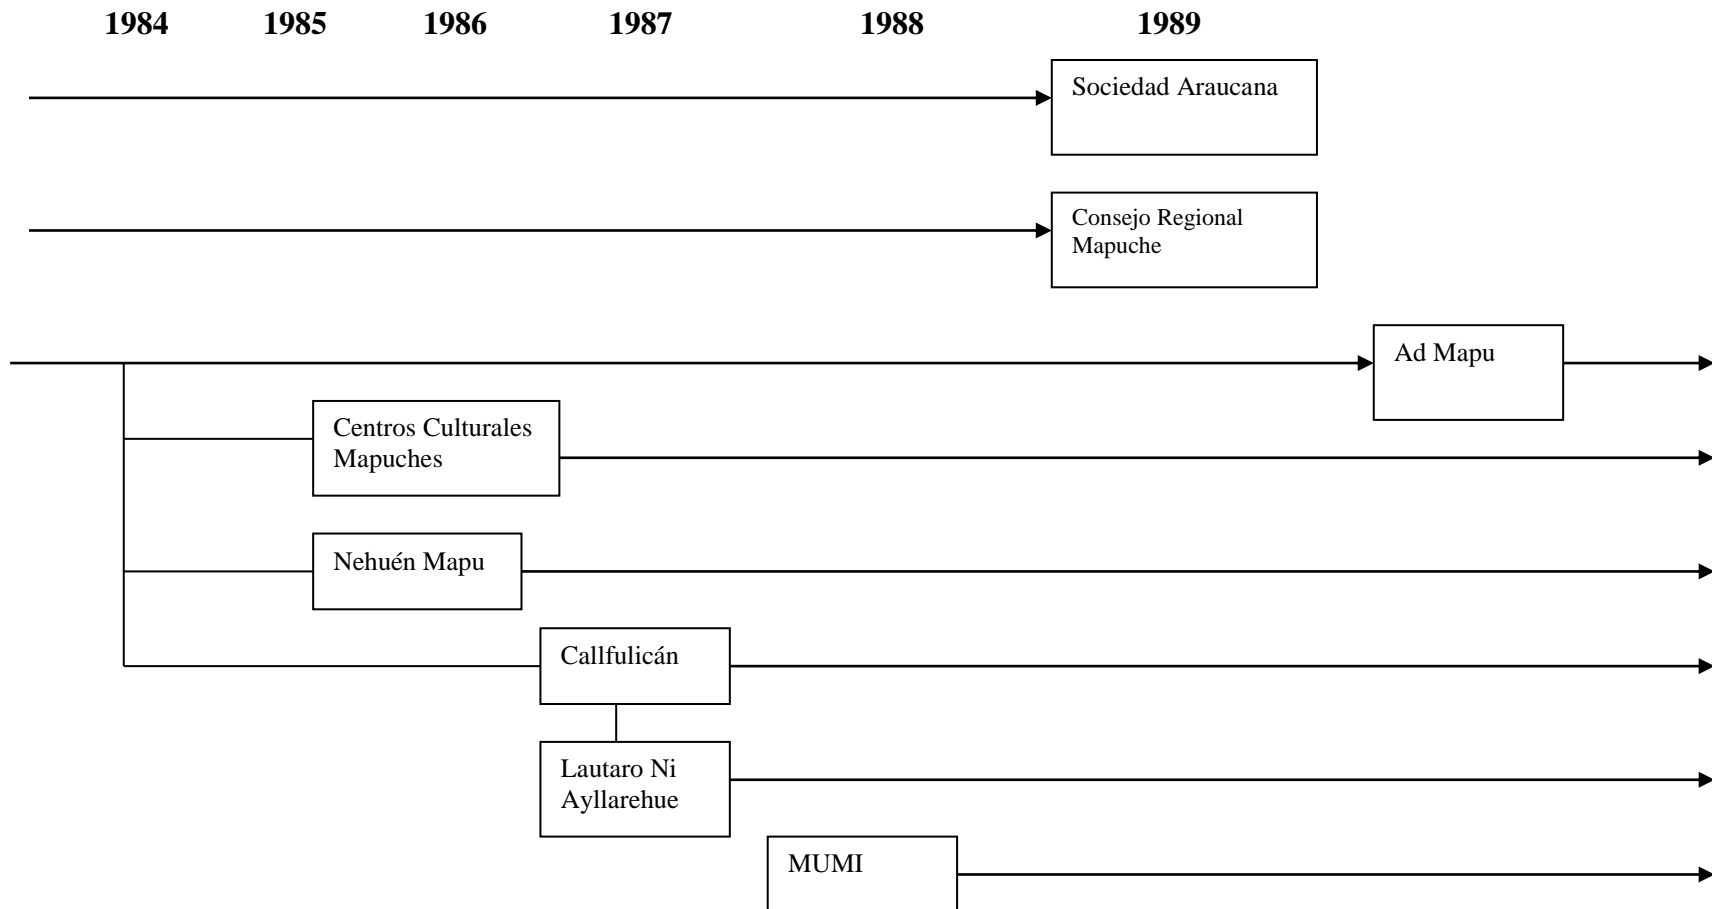 1984 1985 1986 1987 1988 1989
Sociedad Araucana
Consejo Regional
Mapuche
Ad Mapu
Centros Culturales
Mapuches
Nehuén Mapu
Callfulicán
Lautaro Ni
Ayllarehue
MUMI